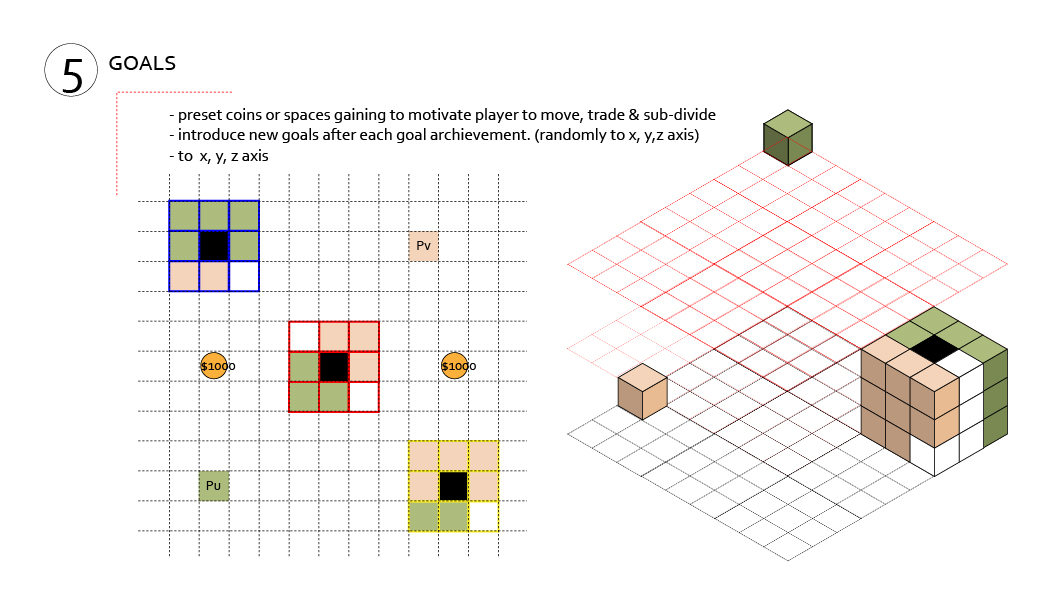 5 GOALS
- preset coins or spaces gaining to motivate player to move, trade & sub-divide
- introduce new goals after each goal archievement. (randomly to x, y,z axis)
- to x, y, z axis
Pv
$1000
$1000
Pu